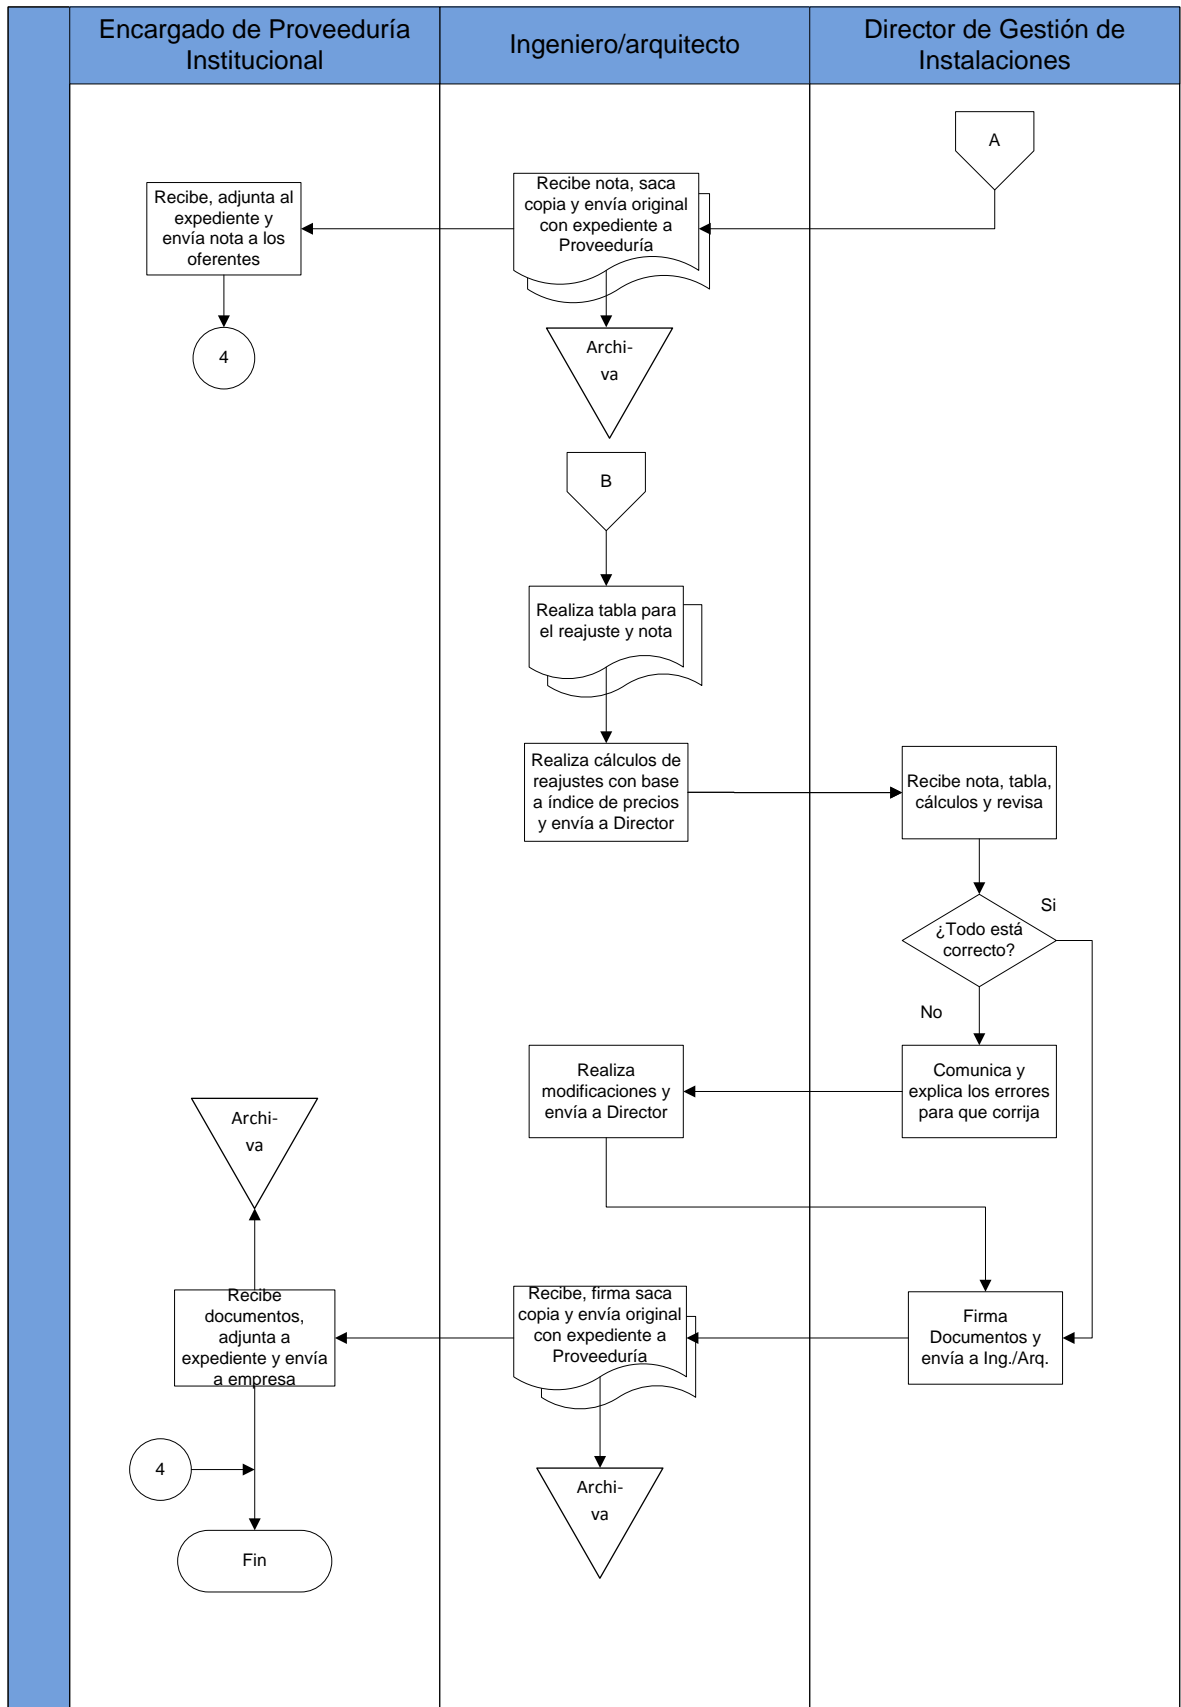 Encargado de Proveeduría
Institucional
Ingeniero/arquitecto
Director de Gestión de
Instalaciones
A
Recibe nota, saca
copia y envía original
con expediente a
Proveeduría
Recibe, adjunta al
expediente y
envía nota a los
oferentes
4
Archi-
va
B
Realiza tabla para
el reajuste y nota
Realiza cálculos de
reajustes con base
a índice de precios
y envía a Director
Recibe nota, tabla,
cálculos y revisa
¿Todo está
correcto?
Si
No
Comunica y
explica los errores
para que corrija
Realiza
modificaciones y
envía a Director
Archi-
va
Firma
Documentos y
envía a Ing./Arq.
Recibe, firma saca
copia y envía original
con expediente a
Proveeduría
Recibe
documentos,
adjunta a
expediente y envía
a empresa
4
Archi-
va
Fin